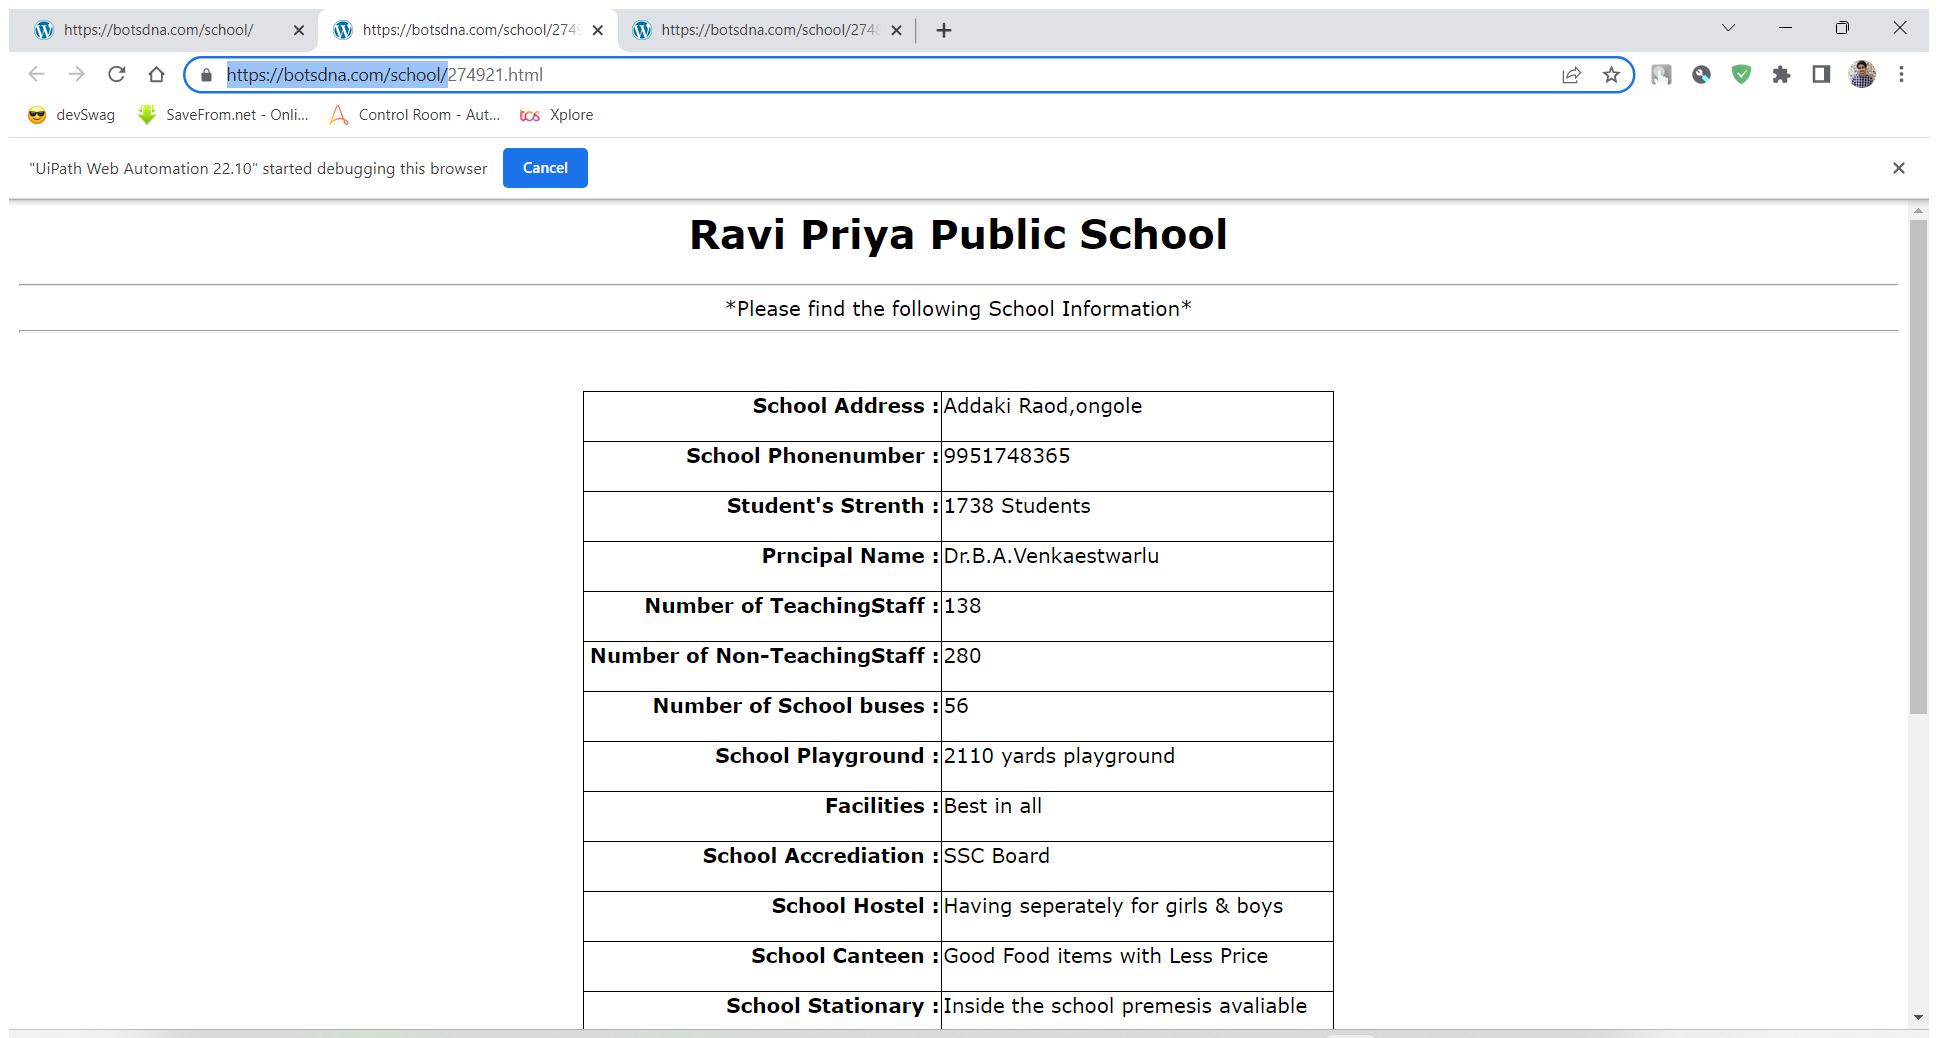 https://botsdna.com/school/
https://botsdna.com/school/2749
https://botsdna.com/school/2748
https://botsdna.com/school/274921.html
devSwag
SaveFrom.net - Onli...
Control Room - Aut...
tcs Xplore
"UiPath Web Automation 22.10" started debugging this browser
Cancel
Ravi Priya Public School
*Please find the following School Information*
School Address : Addaki Raod,ongole
School Phonenumber : 9951748365
Student's Strenth : 1738 Students
Prncipal Name : Dr.B.A.Venkaestwarlu
Number of TeachingStaff : 138
Number of Non-TeachingStaff : 280
Number of School buses : 56
School Playground : 2110 yards playground
Facilities : Best in all
School Accrediation : SSC Board
School Hostel : Having seperately for girls & boys
School Canteen : Good Food items with Less Price
School Stationary : Inside the school premesis avaliable